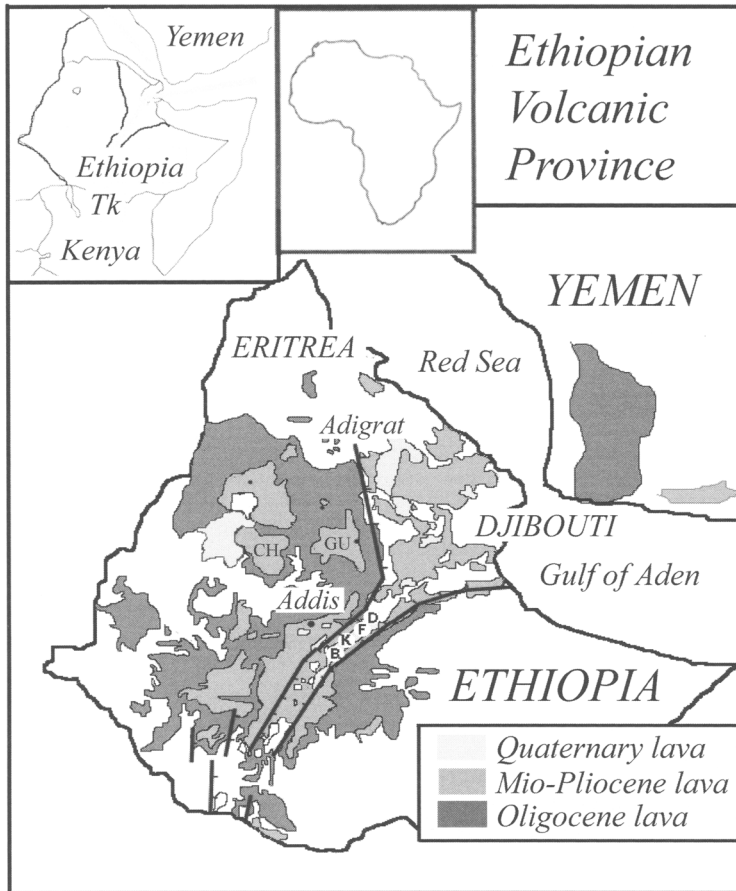 Yemen
Ethiopia
Tk
Kenya
Ethiopian
Volcanic
Province
YEMEN
ERITREA
Red Sea
Adigrat
DJIBOUTI
CH
GU
Gulf of Aden
Addis
D
F
K
B
ETHIOPIA
Quaternary lava
Mio-Pliocene lava
Oligocene lava